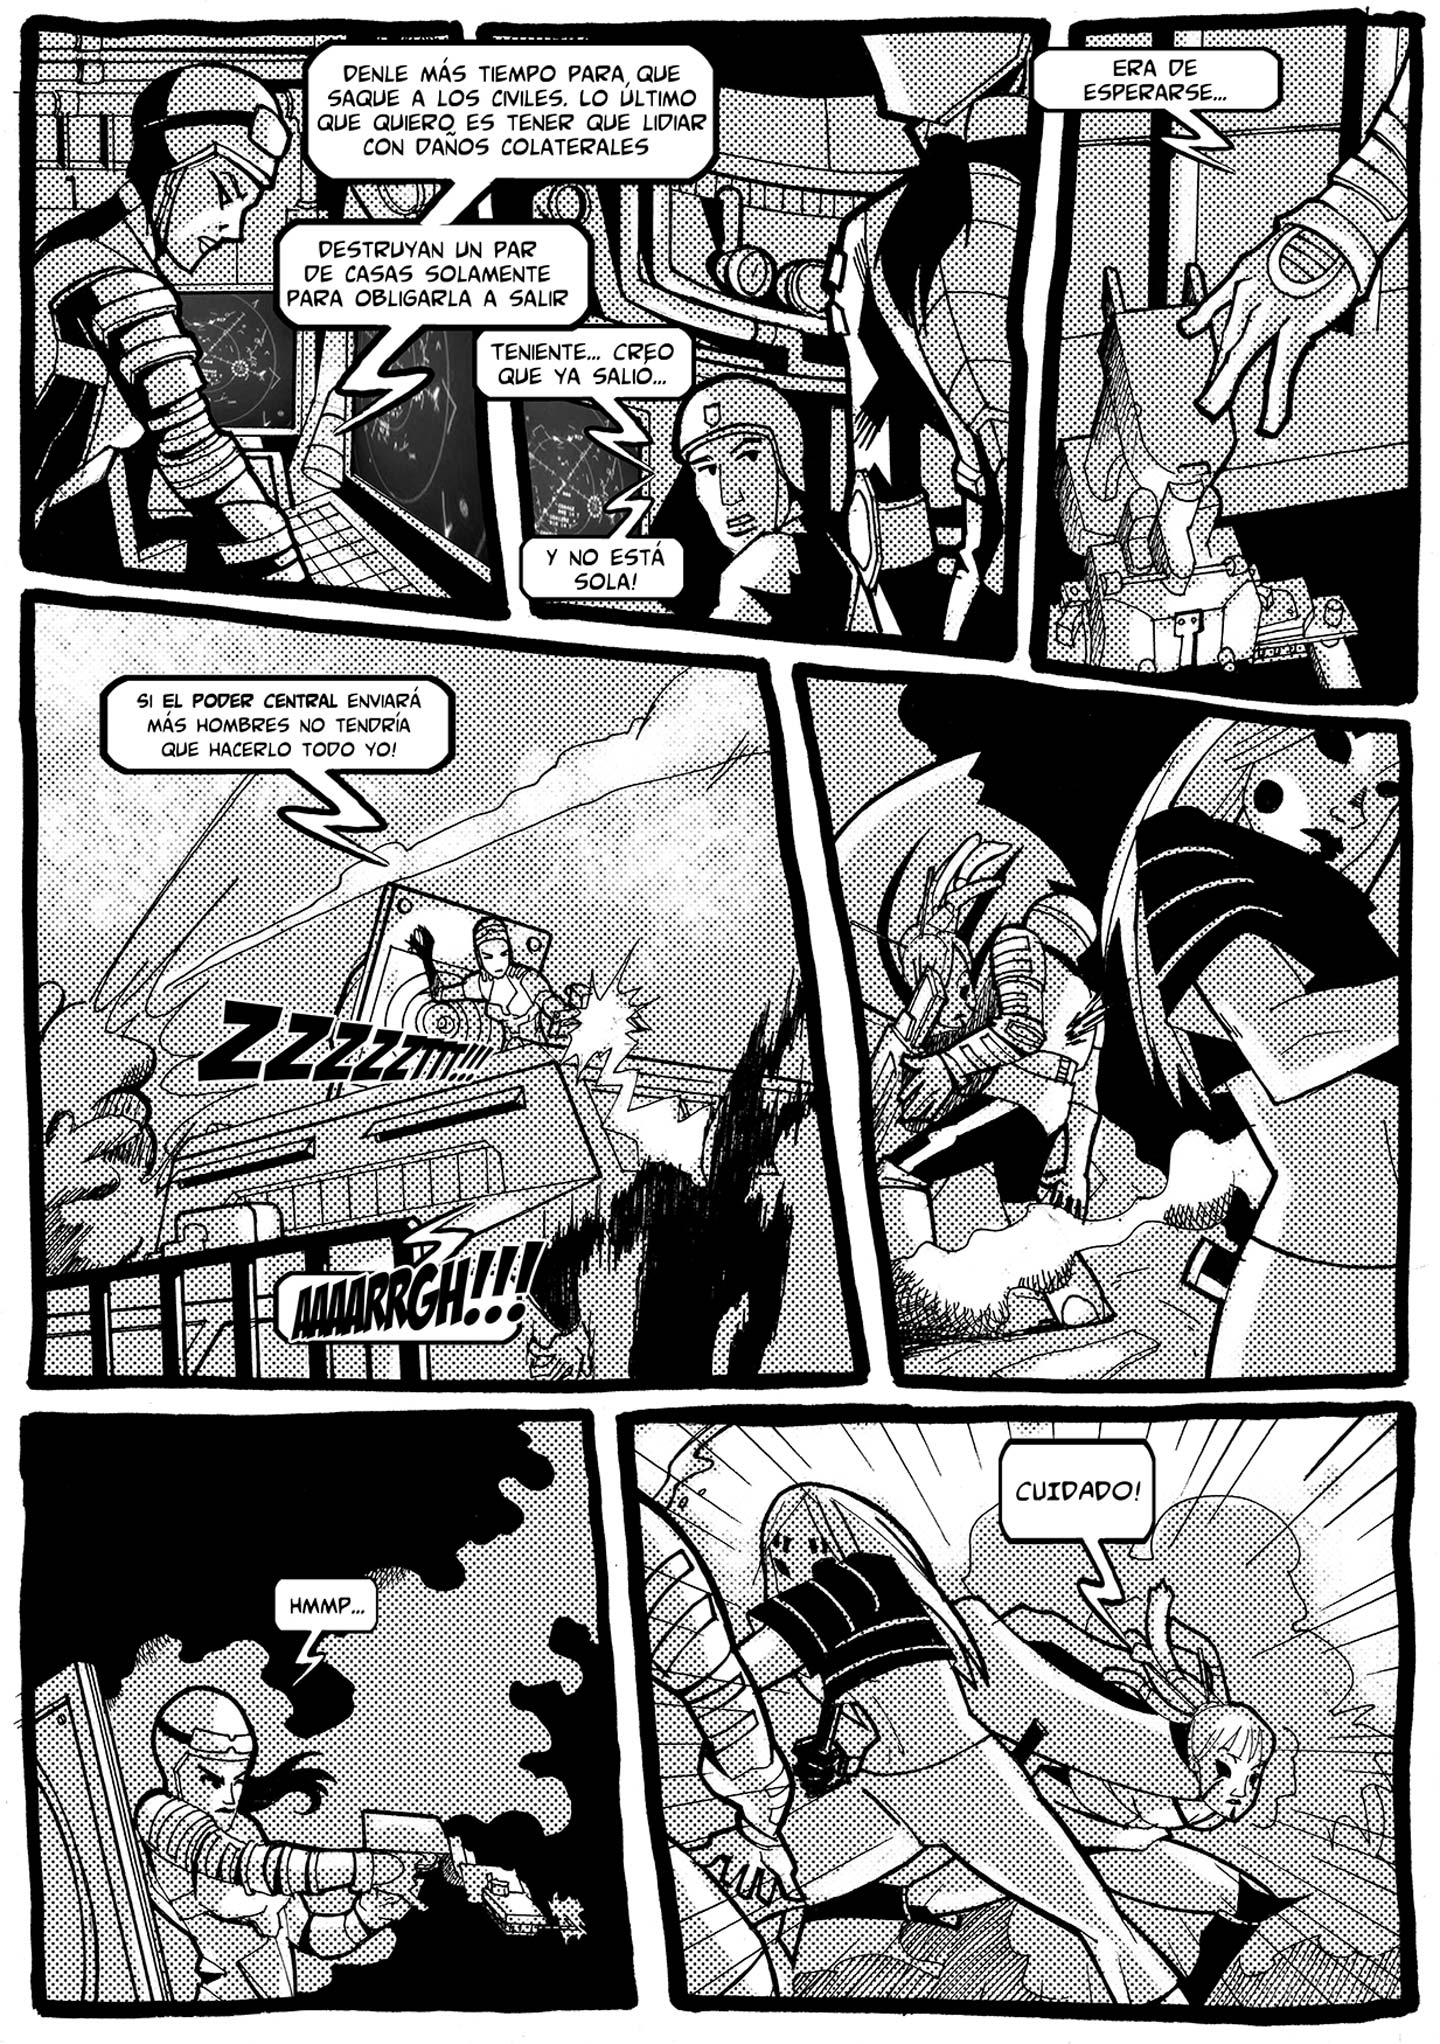 DENLE MÁS TIEMPO PARA QUE
SAQUE A LOS CIVILES. LO ÚLTIMO
QUE QUIERO ES TENER QUE LIDIAR
CON DAÑOS COLATERALES
DESTRUYAN UN PAR
DE CASAS SOLAMENTE
PARA OBLIGARLA A SALIR
TENIENTE... CREO
QUE YA SALIÓ...
Y NO ESTÁ
SOLA!
ERA DE
ESPERARSE...
SI EL PODER CENTRAL ENVIARÁ
MÁS HOMBRES NO TENDRÍA
QUE HACERLO TODO YO!
ZZZZZTTT!!!
AAAARRGH!!!
HMMP...
CUIDADO!